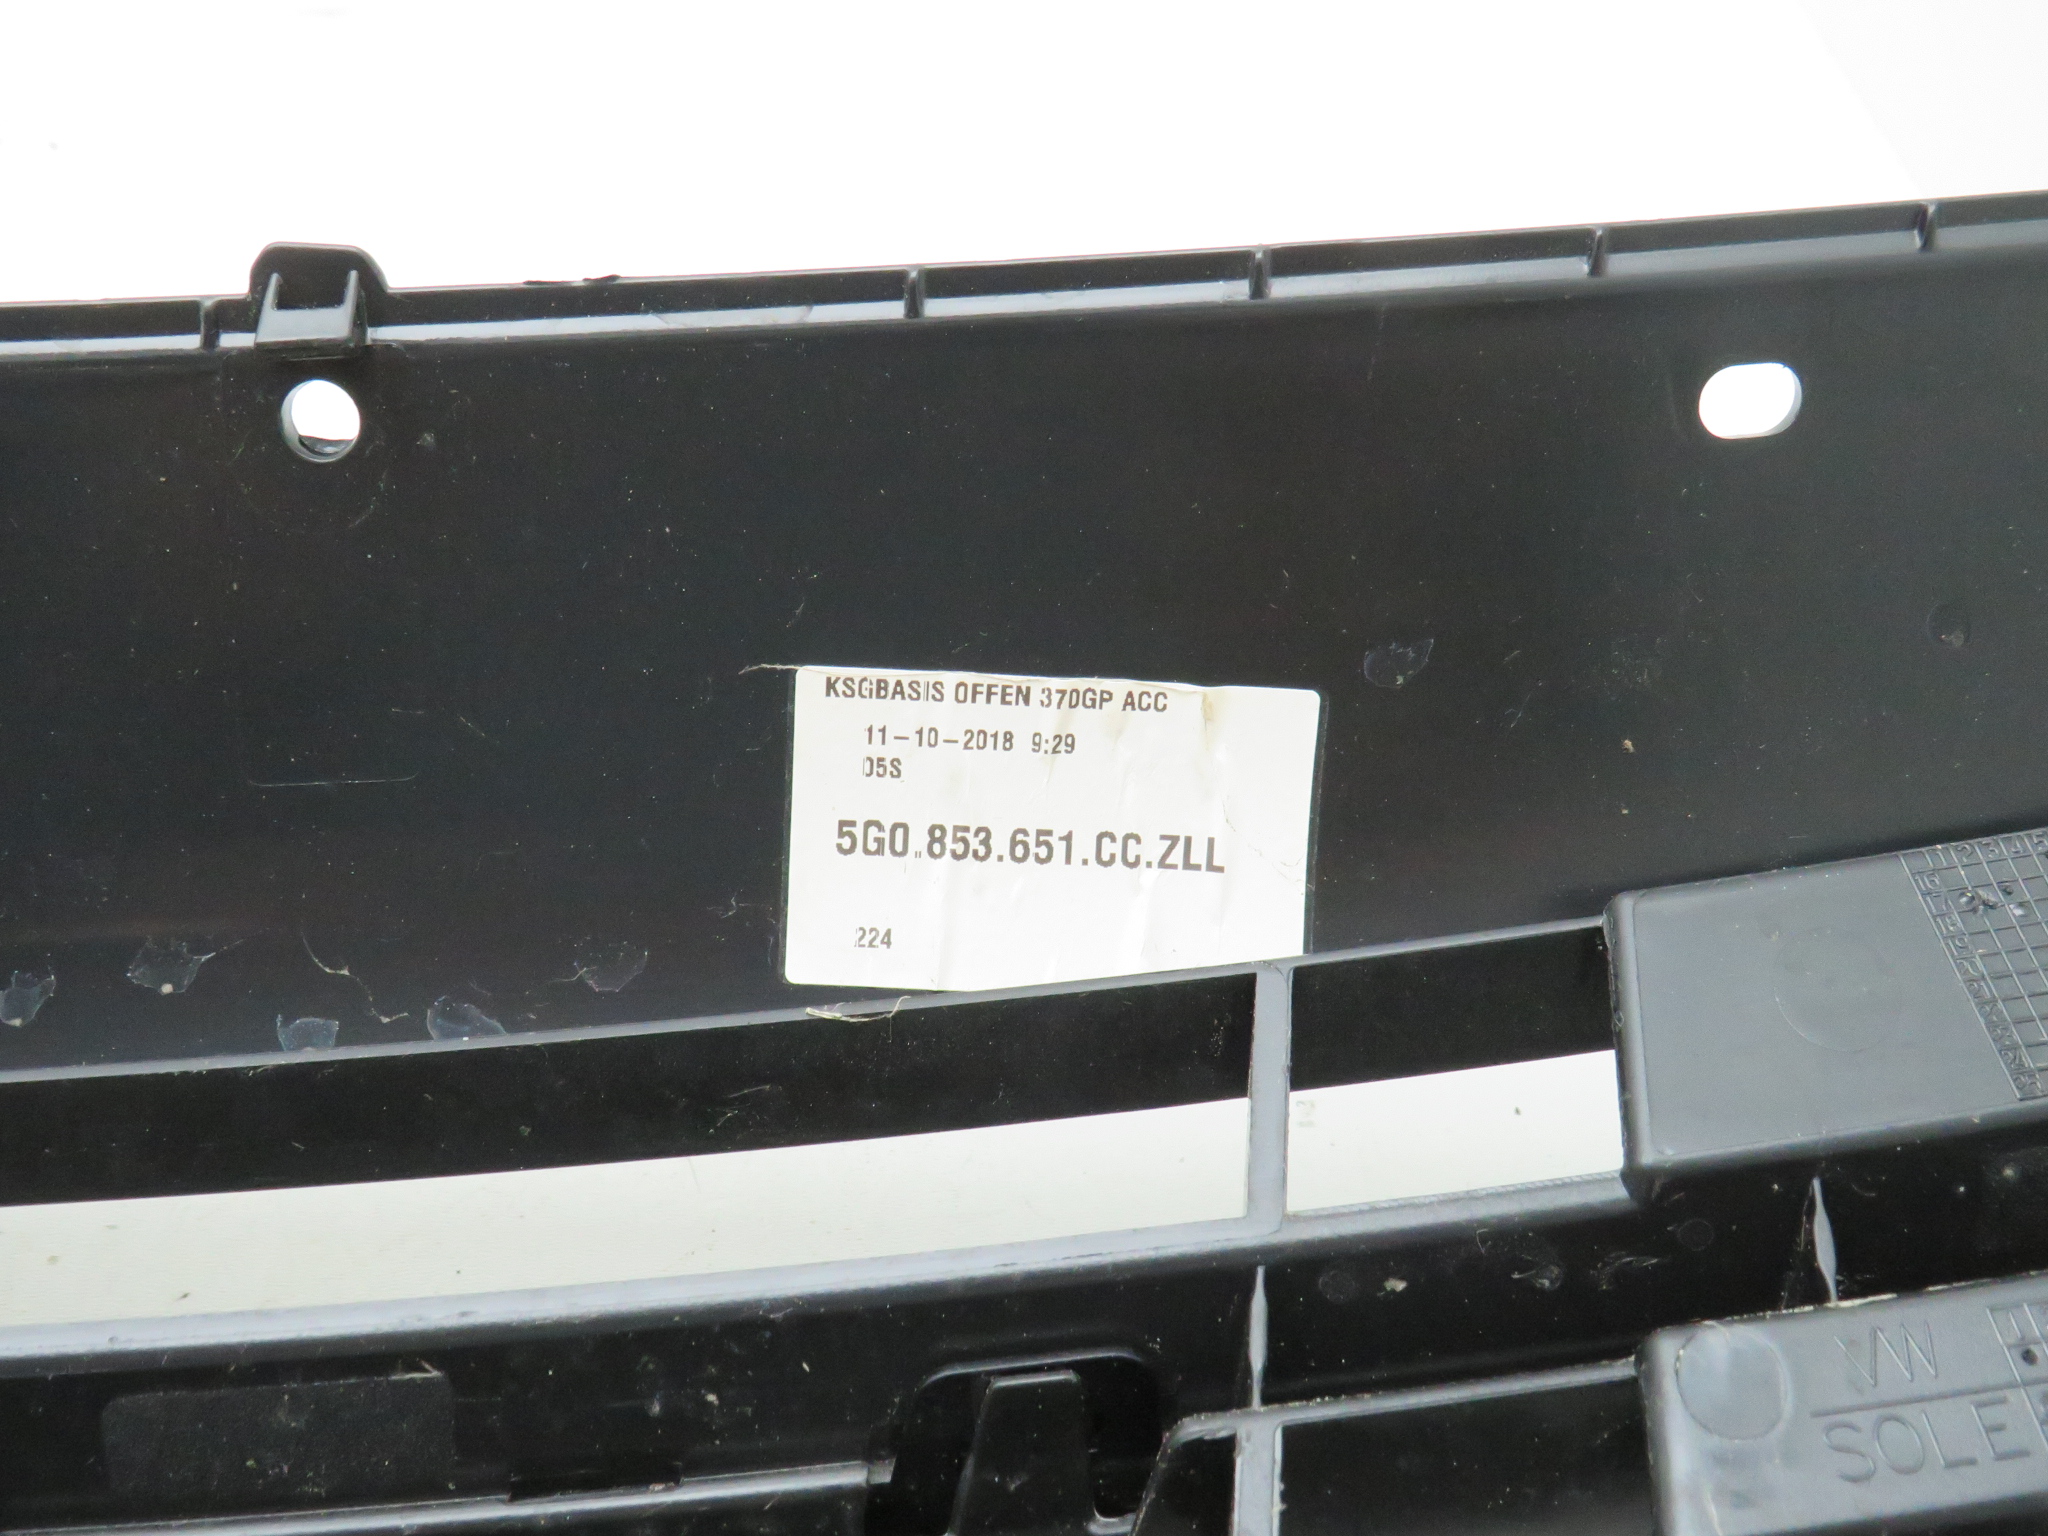 KSGBASIS OFFEN 370GP ACC
11-10-2018 9:29
05S
5G0.853.651.CC.ZLL
224
VW
SOLE